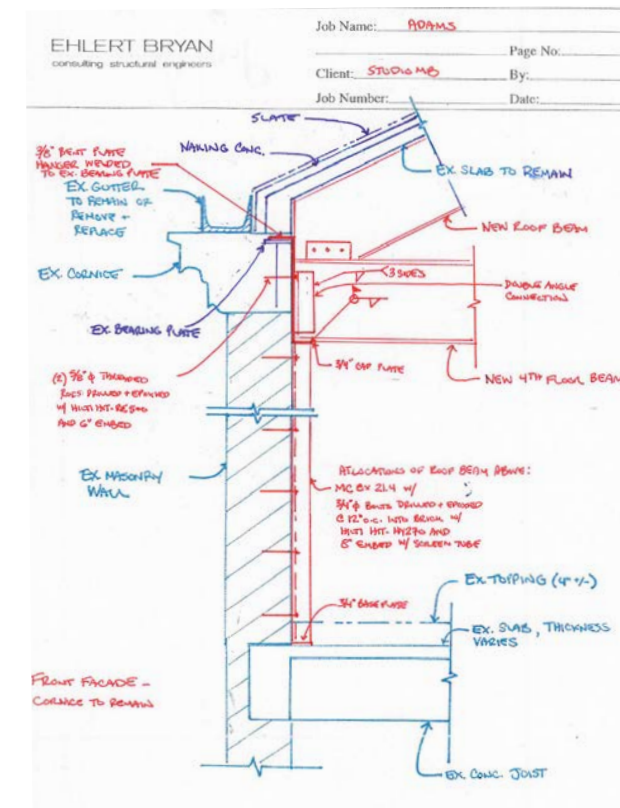 EHLERT BRYAN
consulting structural engineers
Job Name: ADAMS
Page No:
Client: STUDIO MB
By:
Job Number:
Date:
SLATE
3/8" BENT PLATE
HANGER WELDED
TO EX. BEARING PLATE
NAILING CONC.
EX. GUTTER
TO REMAIN OR
REMOVE +
REPLACE
EX. SLAB TO REMAIN
NEW ROOF BEAM
EX. CORNICE
3 SIDES
DOUBLE ANGLE
CONNECTION
EX BEARING PLATE
3/4" CAP PLATE
(2) 5/8" φ THREADED
RODS DRILLED + EPOXIED
W/ HILTI HIT-RE500
AND 6" EMBED
NEW 4TH FLOOR BEAM
EX. MASONRY
WALL
AT LOCATIONS OF ROOF BEAM ABOVE:
MC 8x21.4 W/
3/4" φ BOLTS DRILLED + EPOXIED
@ 12" O.C. INTO BRICK W/
HILTI HIT-HY270 AND
8" EMBED W/ SCREEN TUBE
EX TOPPING (4" +/-)
3/4" BASE PLATE
EX. SLAB, THICKNESS
VARIES
FRONT FACADE -
CORNICE TO REMAIN
EX. CONC. JOIST